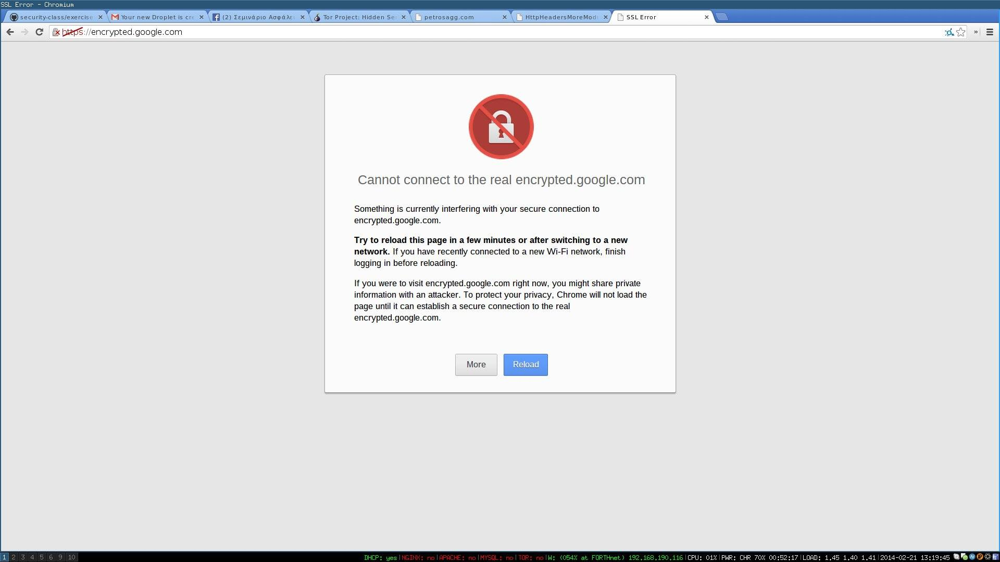 SSL Error - Chromium
security-class/exercise
Your new Droplet is cre
(2) Σεμινάριο Ασφάλει
Tor Project: Hidden Se
petrosagg.com
HttpHeadersMoreModu
SSL Error
https://encrypted.google.com
Cannot connect to the real encrypted.google.com
Something is currently interfering with your secure connection to
encrypted.google.com.
Try to reload this page in a few minutes or after switching to a new
network. If you have recently connected to a new Wi-Fi network, finish
logging in before reloading.
If you were to visit encrypted.google.com right now, you might share private
information with an attacker. To protect your privacy, Chrome will not load the
page until it can establish a secure connection to the real
encrypted.google.com.
More
Reload
1 2 3 4 5 6 9 10
DHCP: yes|NGINX: no|APACHE: no|MYSQL: no|TOR: no|W: (054% at FORTHnet) 192.168.190.116|CPU: 01%|PWR: CHR 70% 00:52:17|LOAD: 1.45 1.40 1.41|2014-02-21 13:19:45